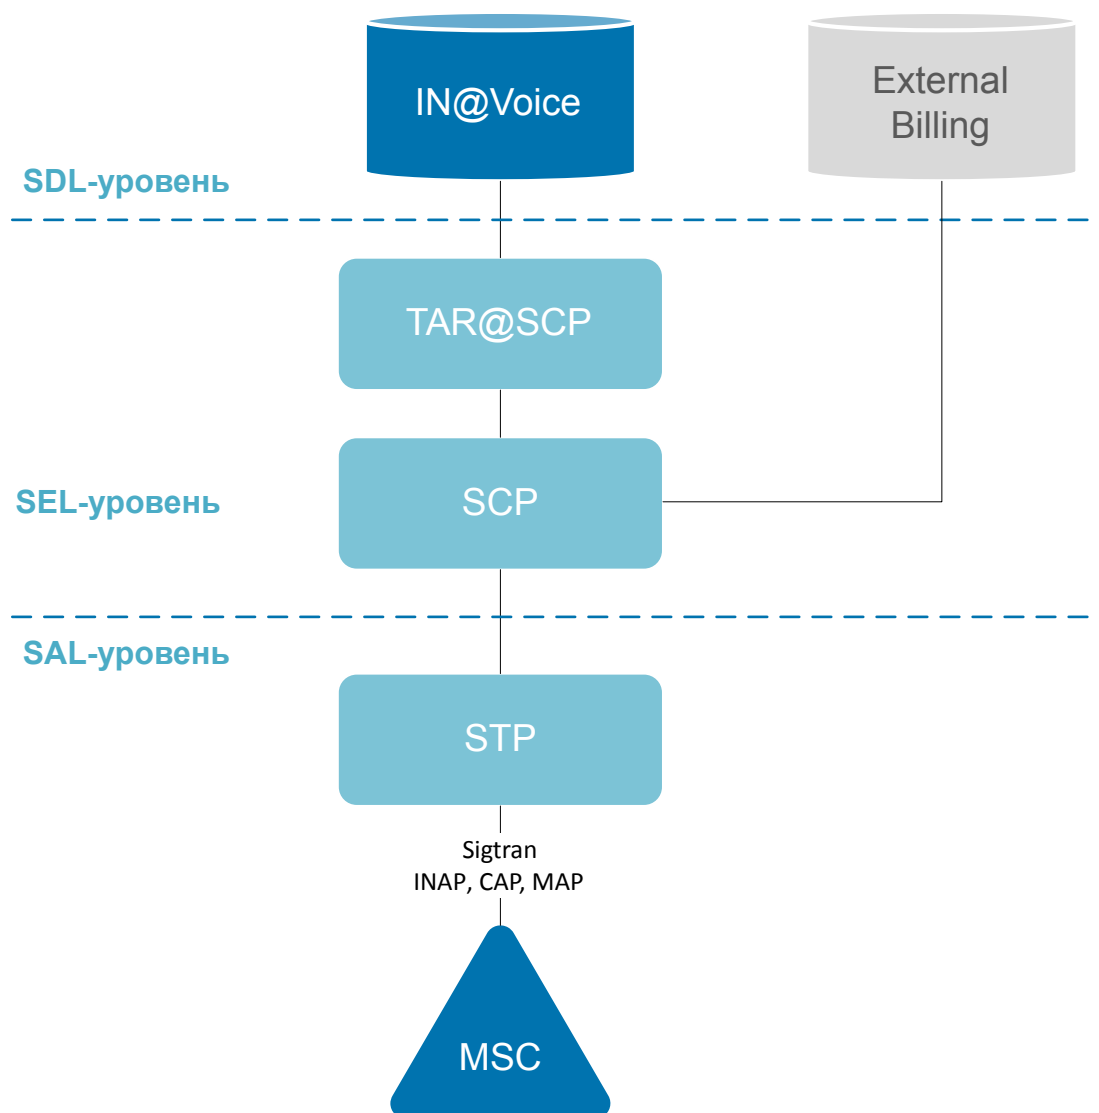 IN@Voice
External
Billing
SDL-уровень
TAR@SCP
SEL-уровень
SCP
SAL-уровень
STP
Sigtran
INAP, CAP, MAP
MSC